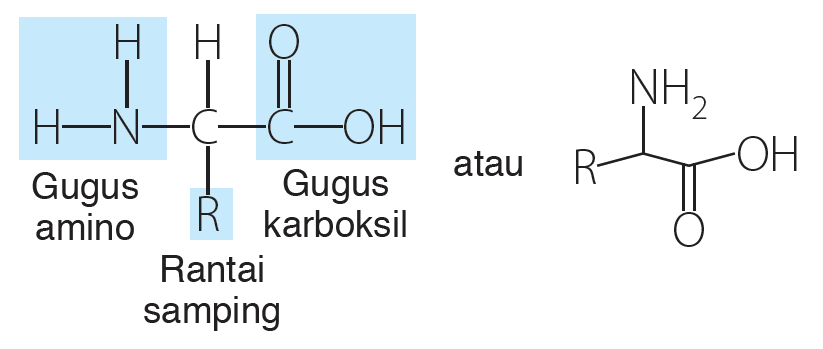 H H O
H N C C OH
Gugus
amino
R
Gugus
karboksil
Rantai
samping
atau
NH₂
R OH
O